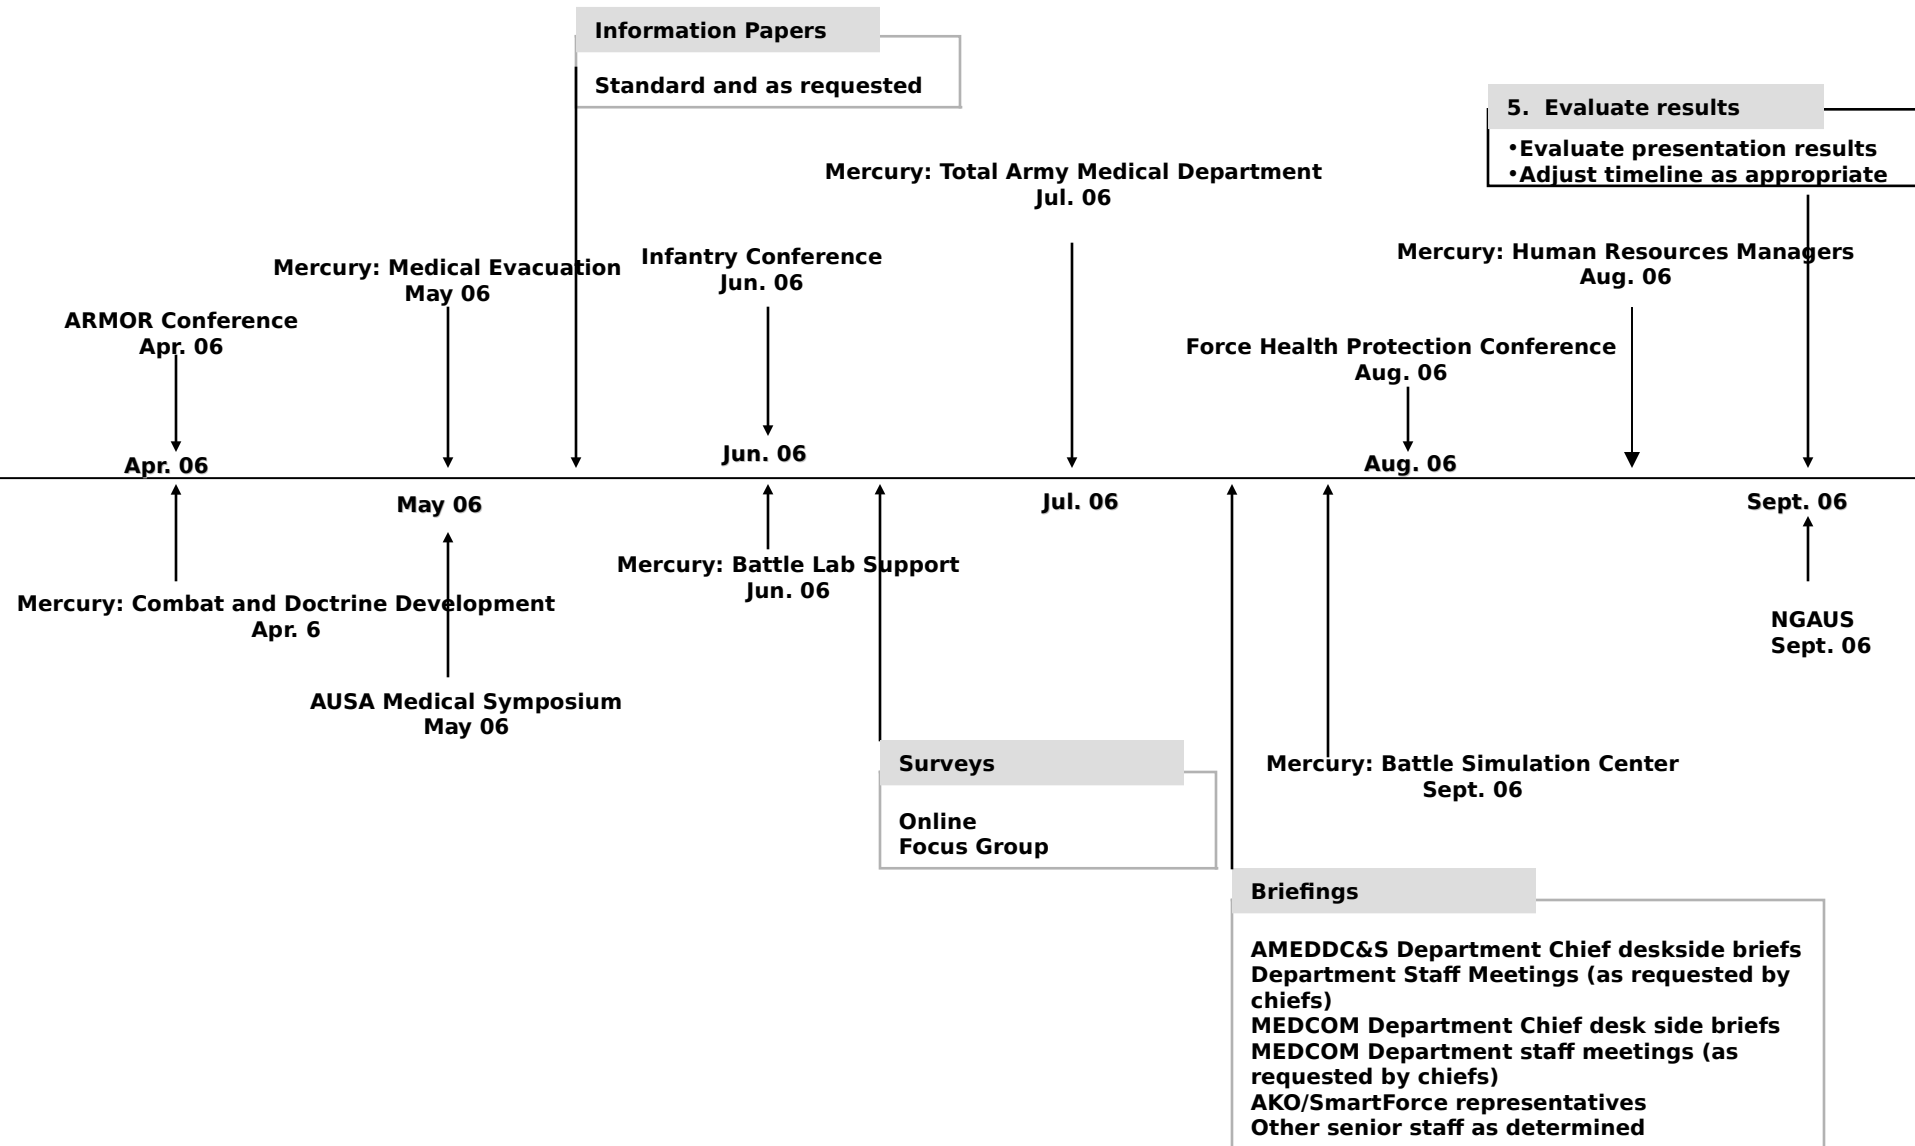 Information Papers
Standard and as requested
5. Evaluate results
•Evaluate presentation results
•Adjust timeline as appropriate
Mercury: Total Army Medical Department
Jul. 06
Mercury: Human Resources Managers
Aug. 06
Infantry Conference
Jun. 06
Mercury: Medical Evacuation
May 06
ARMOR Conference
Apr. 06
Force Health Protection Conference
Aug. 06
Apr. 06
May 06
Jun. 06
Jul. 06
Aug. 06
Sept. 06
Mercury: Combat and Doctrine Development
Apr. 6
Mercury: Battle Lab Support
Jun. 06
NGAUS
Sept. 06
AUSA Medical Symposium
May 06
Surveys
Online
Focus Group
Mercury: Battle Simulation Center
Sept. 06
Briefings
AMEDDC&S Department Chief deskside briefs
Department Staff Meetings (as requested by
chiefs)
MEDCOM Department Chief desk side briefs
MEDCOM Department staff meetings (as
requested by chiefs)
AKO/SmartForce representatives
Other senior staff as determined